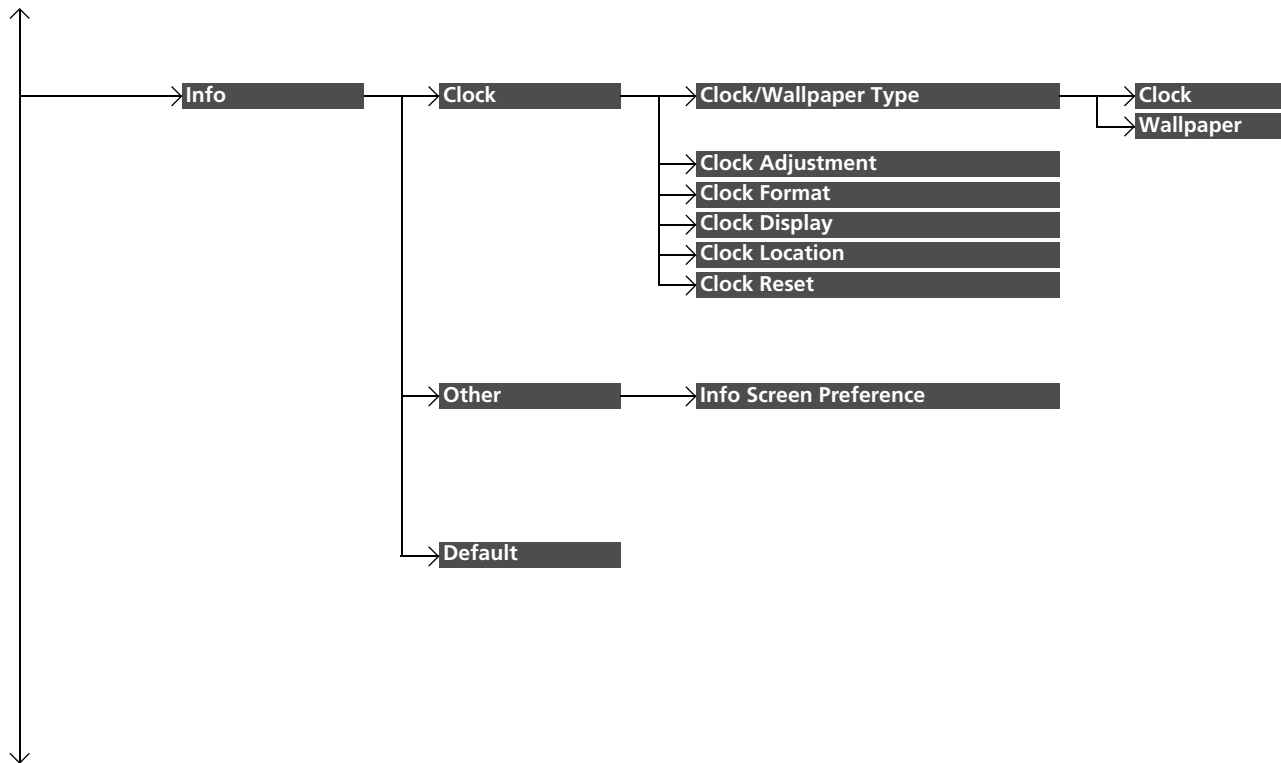 Info
Clock
Clock/Wallpaper Type
Clock
Wallpaper
Clock Adjustment
Clock Format
Clock Display
Clock Location
Clock Reset
Other
Info Screen Preference
Default